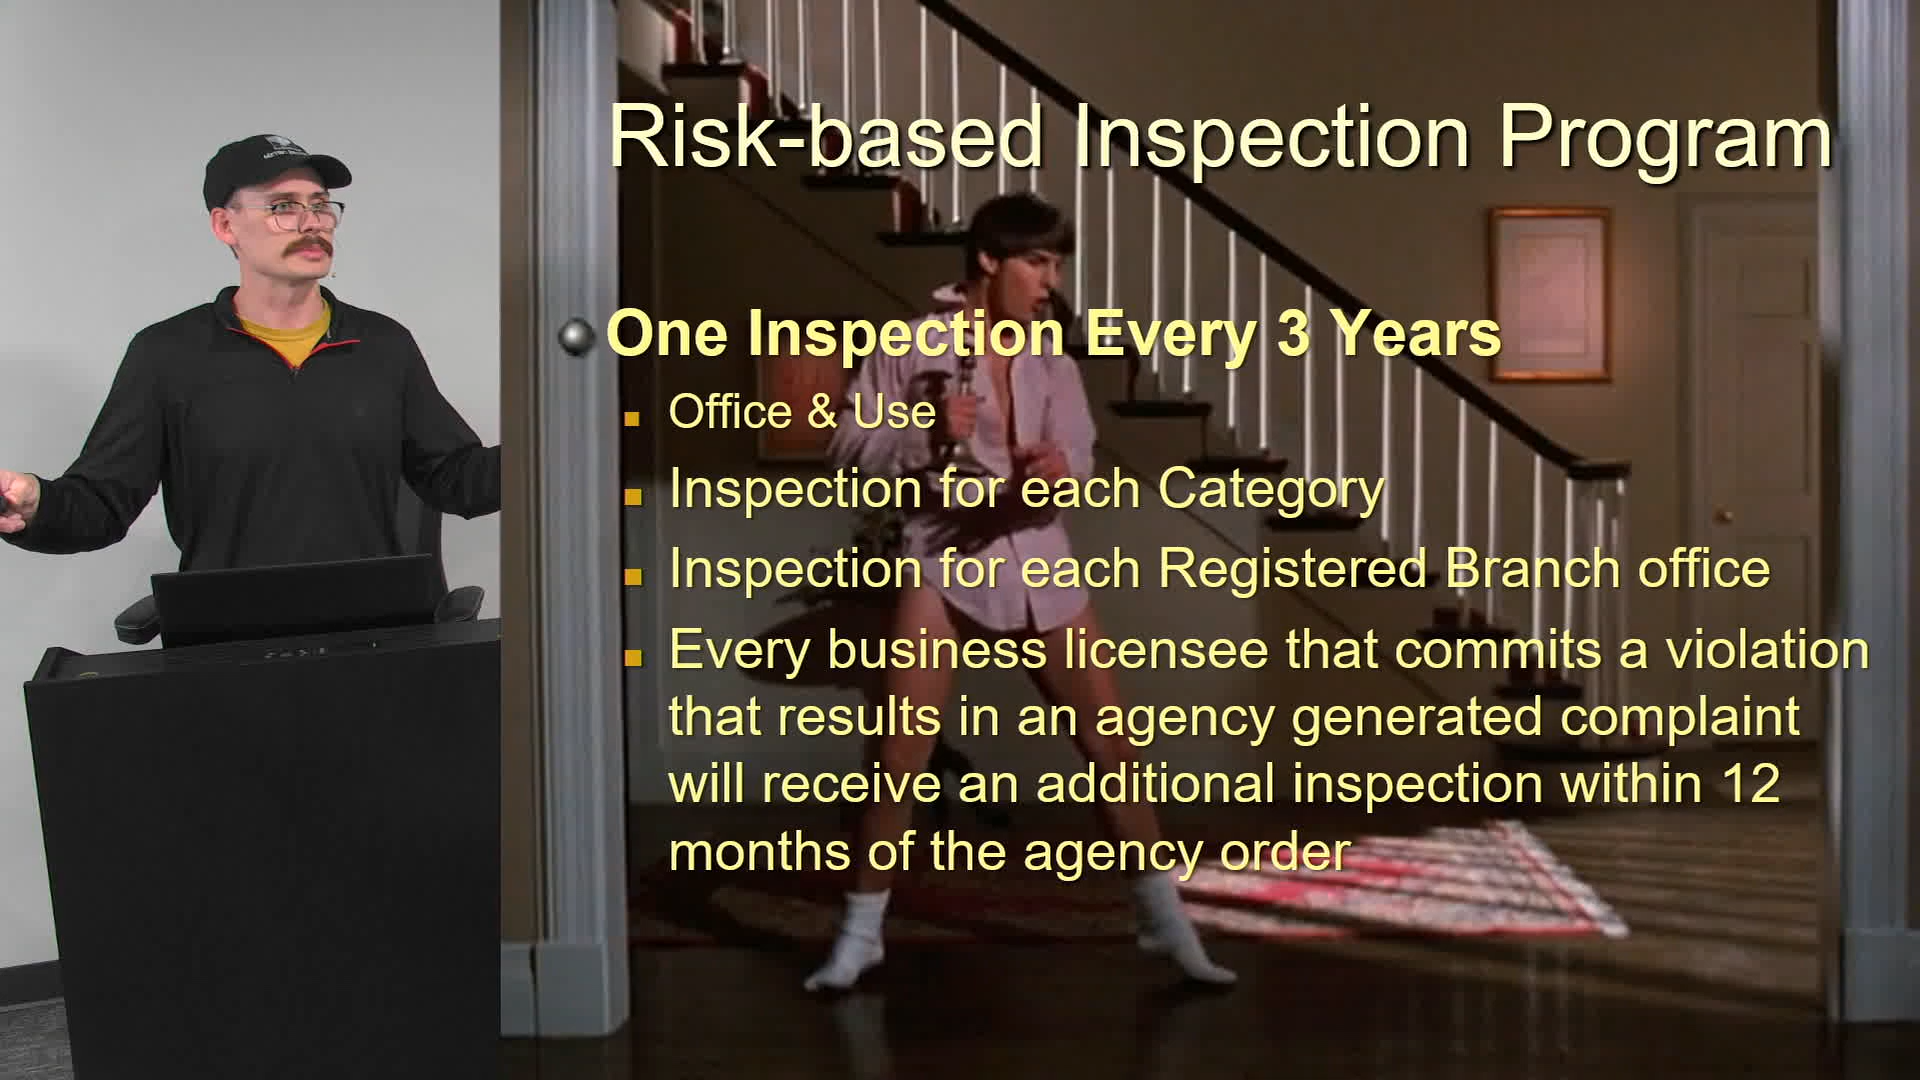 Risk-based Inspection Program
One Inspection Every 3 Years
Office & Use
Inspection for each Category
Inspection for each Registered Branch office
Every business licensee that commits a violation
that results in an agency generated complaint
will receive an additional inspection within 12
months of the agency order